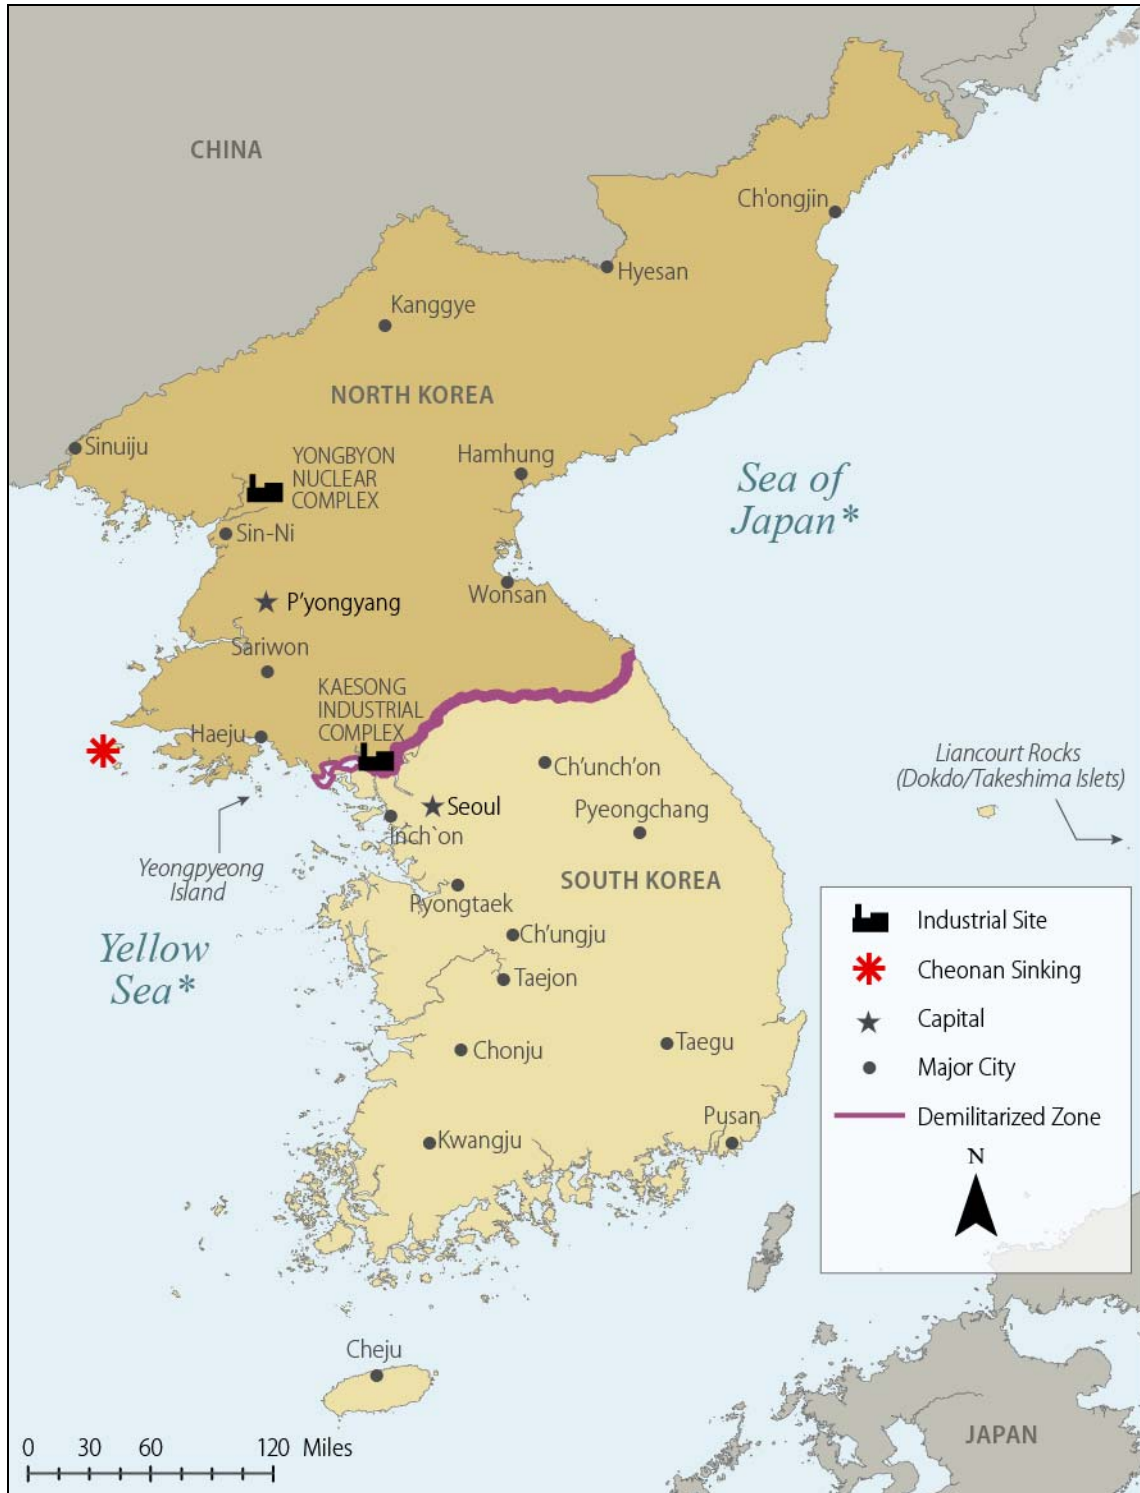 CHINA
Ch'ongjin
Hyesan
Kanggye
NORTH KOREA
Sinuiju
YONGBYON
NUCLEAR
COMPLEX
Hamhung
Sea of
Japan*
Sin-Ni
Wonsan
P'yongyang
Sariwon
KAESONG
INDUSTRIAL
COMPLEX
Haeju
Ch'unch'on
Liancourt Rocks
(Dokdo/Takeshima Islets)
Seoul
Pyeongchang
Inch`on
Yeongpyeong
Island
SOUTH KOREA
Pyongtaek
Yellow
Sea*
Ch'ungju
Taejon
Chonju
Taegu
Pusan
Kwangju
Industrial Site
Cheonan Sinking
Capital
Major City
Demilitarized Zone
N
Cheju
JAPAN
0 30 60 120 Miles